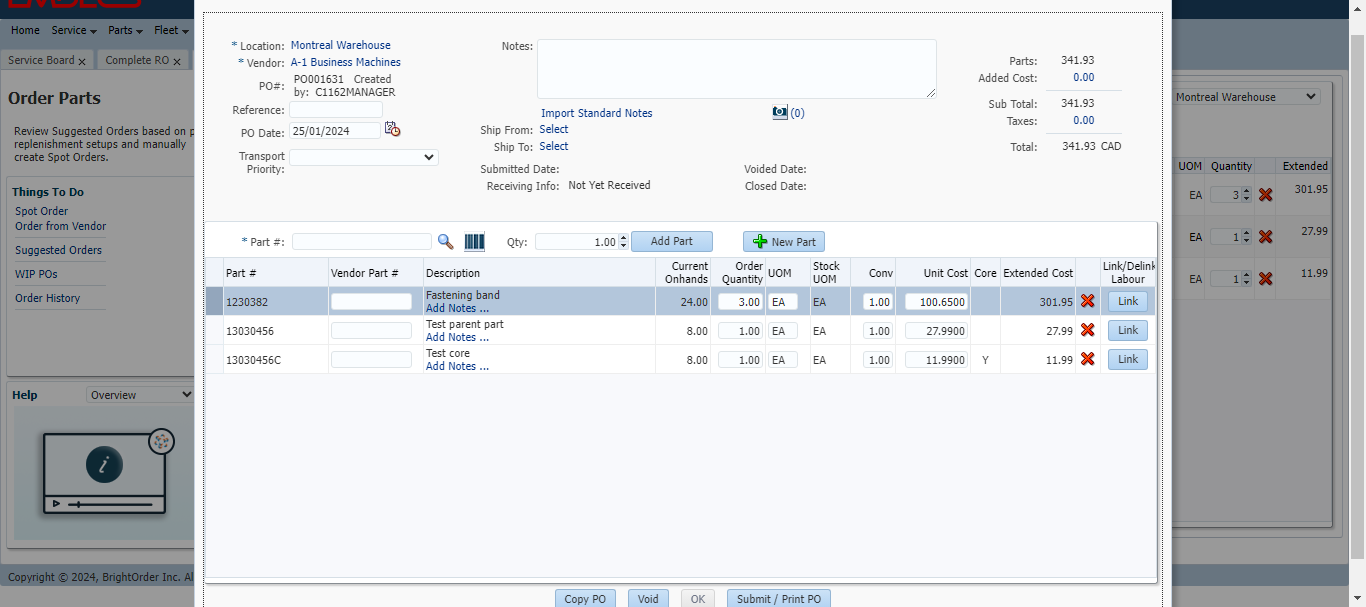 Home Service Parts Fleet
Service Board x Complete RO x
Order Parts
Review Suggested Orders based on p
replenishment setups and manually
create Spot Orders.
Things To Do
Spot Order
Order from Vendor
Suggested Orders
WIP POs
Order History
Help Overview
i
Copyright © 2024, BrightOrder Inc. Al
* Location: Montreal Warehouse
* Vendor: A-1 Business Machines
PO#: PO001631 Created
by: C1162MANAGER
Reference:
PO Date: 25/01/2024
Transport
Priority:
Notes:
Import Standard Notes (0)
Ship From: Select
Ship To: Select
Submitted Date: Voided Date:
Receiving Info: Not Yet Received Closed Date:
Parts: 341.93
Added Cost: 0.00
Sub Total: 341.93
Taxes: 0.00
Total: 341.93 CAD
* Part #: Qty: 1.00 Add Part New Part
Part # Vendor Part # Description Current Onhands Order Quantity UOM Stock UOM Conv Unit Cost Core Extended Cost Link/Delink Labour
1230382 Fastening band 24.00 3.00 EA EA 1.00 100.6500 301.95 Link
Add Notes ...
13030456 Test parent part 8.00 1.00 EA EA 1.00 27.9900 27.99 Link
Add Notes ...
13030456C Test core 8.00 1.00 EA EA 1.00 11.9900 Y 11.99 Link
Add Notes ...
Copy PO Void OK Submit / Print PO
Montreal Warehouse
UOM Quantity Extended
EA 3 301.95
EA 1 27.99
EA 1 11.99